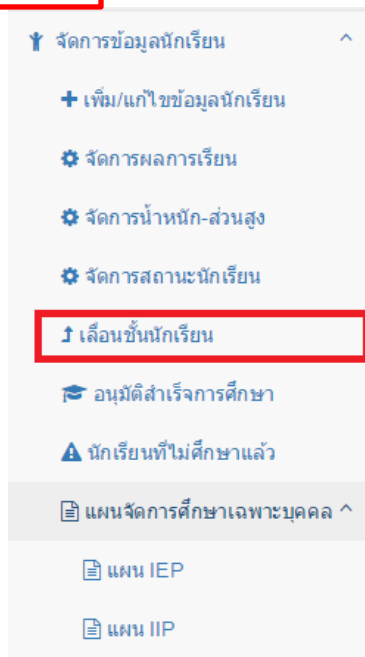 จัดการข้อมูลนักเรียน
เพิ่ม/แก้ไขข้อมูลนักเรียน
จัดการผลการเรียน
จัดการน้ำหนัก-ส่วนสูง
จัดการสถานะนักเรียน
เลื่อนชั้นนักเรียน
อนุมัติสำเร็จการศึกษา
นักเรียนที่ไม่ศึกษาแล้ว
แผนจัดการศึกษาเฉพาะบุคคล
แผน IEP
แผน IIP